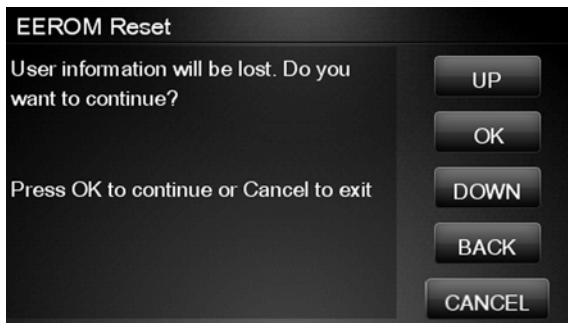 EEROM Reset
User information will be lost. Do you
want to continue?
Press OK to continue or Cancel to exit
UP
OK
DOWN
BACK
CANCEL